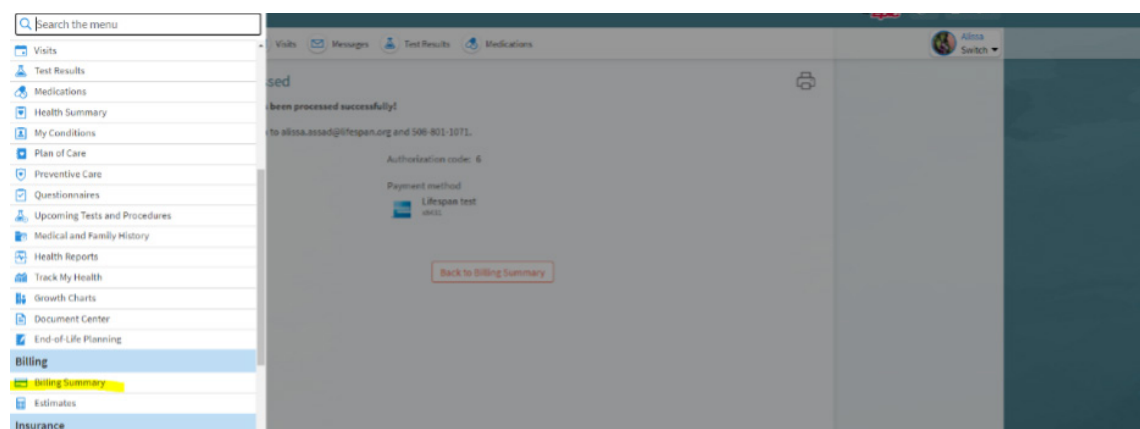 Search the menu
Visits
Test Results
Medications
Health Summary
My Conditions
Plan of Care
Preventive Care
Questionnaires
Upcoming Tests and Procedures
Medical and Family History
Health Reports
Track My Health
Growth Charts
Document Center
End-of-Life Planning
Billing
Billing Summary
Estimates
Insurance
Visits Messages Test Results Medications
Alissa
Switch
ssed
been processed successfully!
to alissa.assad@lifespan.org and 508-801-1071.
Authorization code: 6
Payment method
Lifespan test
Back to Billing Summary